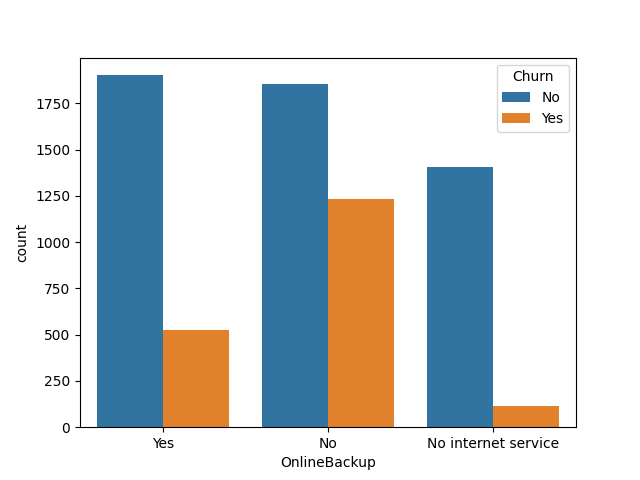 Churn
No
Yes
1750
1500
1250
1000
750
500
250
0
count
Yes
No
No internet service
OnlineBackup